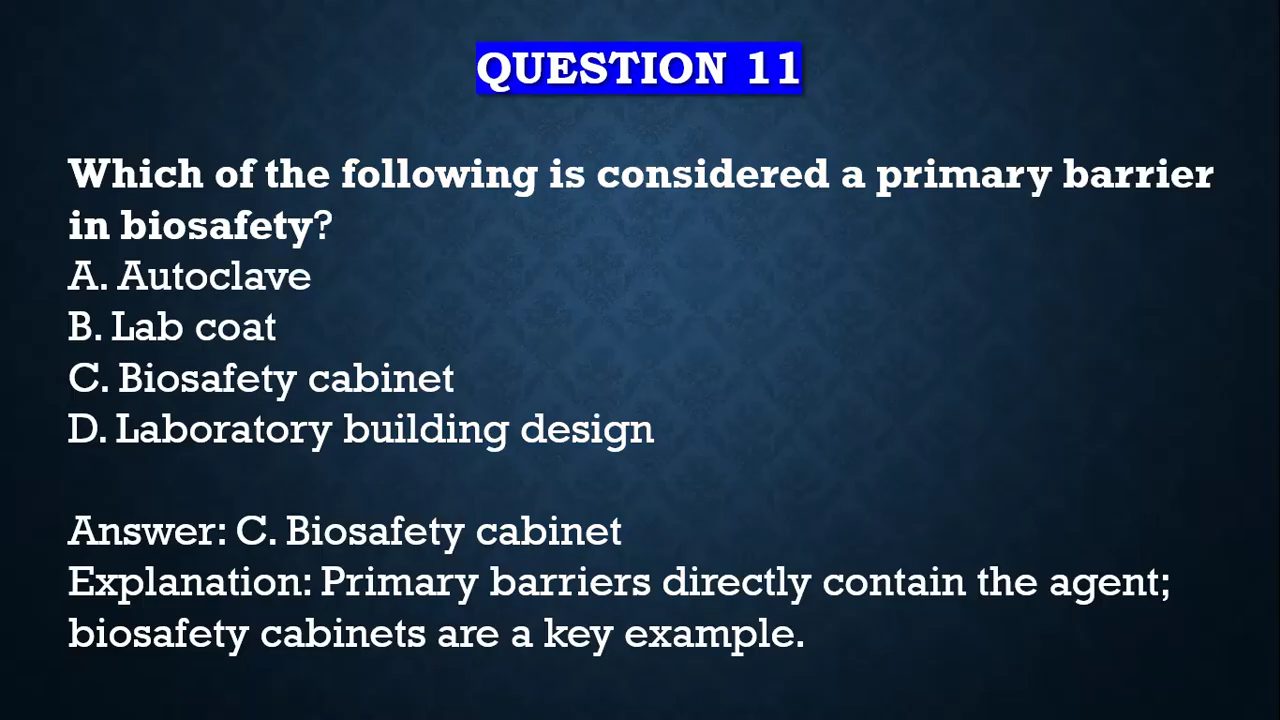 QUESTION 11
Which of the following is considered a primary barrier
in biosafety?
A. Autoclave
B. Lab coat
C. Biosafety cabinet
D. Laboratory building design
Answer: C. Biosafety cabinet
Explanation: Primary barriers directly contain the agent;
biosafety cabinets are a key example.